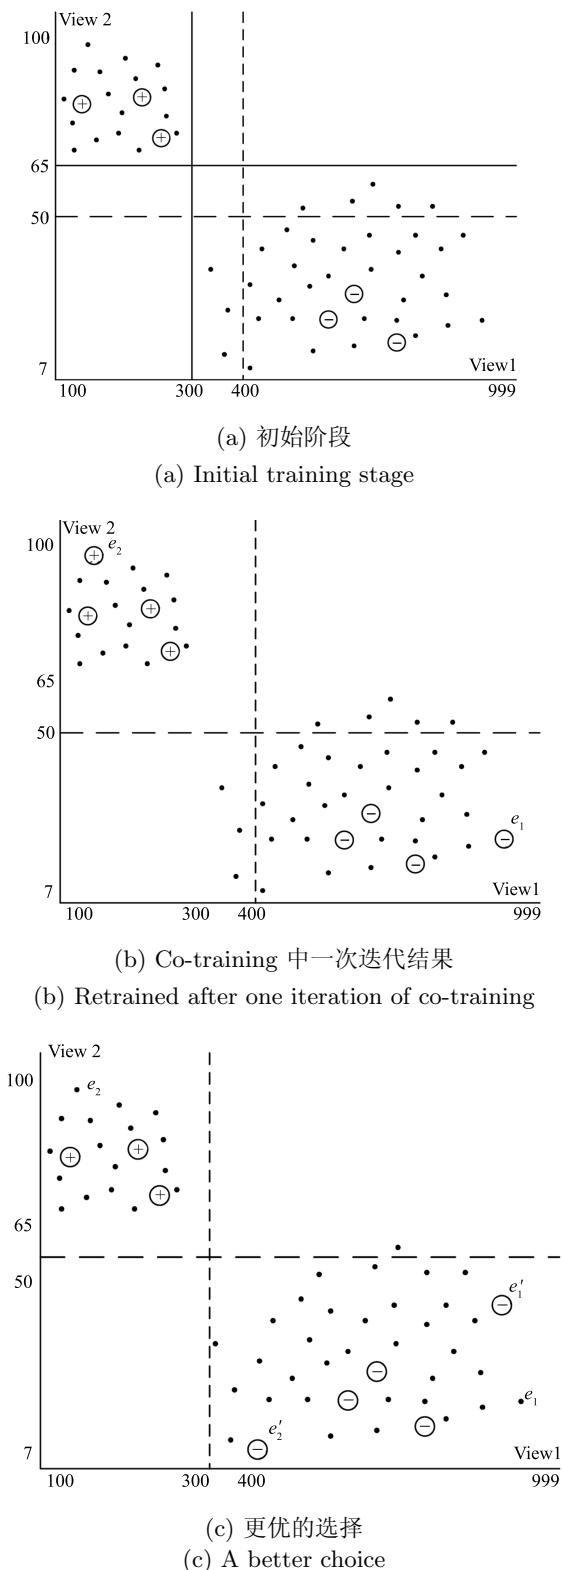 View 2
100
65
50
7
View1
100 300 400 999
(a) 初始阶段
(a) Initial training stage
View 2
100
e₂
65
50
e₁
7
View1
100 300 400 999
(b) Co-training 中一次迭代结果
(b) Retrained after one iteration of co-training
View 2
100
e₂
65
50
e₁′
e₁
e₂′
7
View1
100 300 400 999
(c) 更优的选择
(c) A better choice